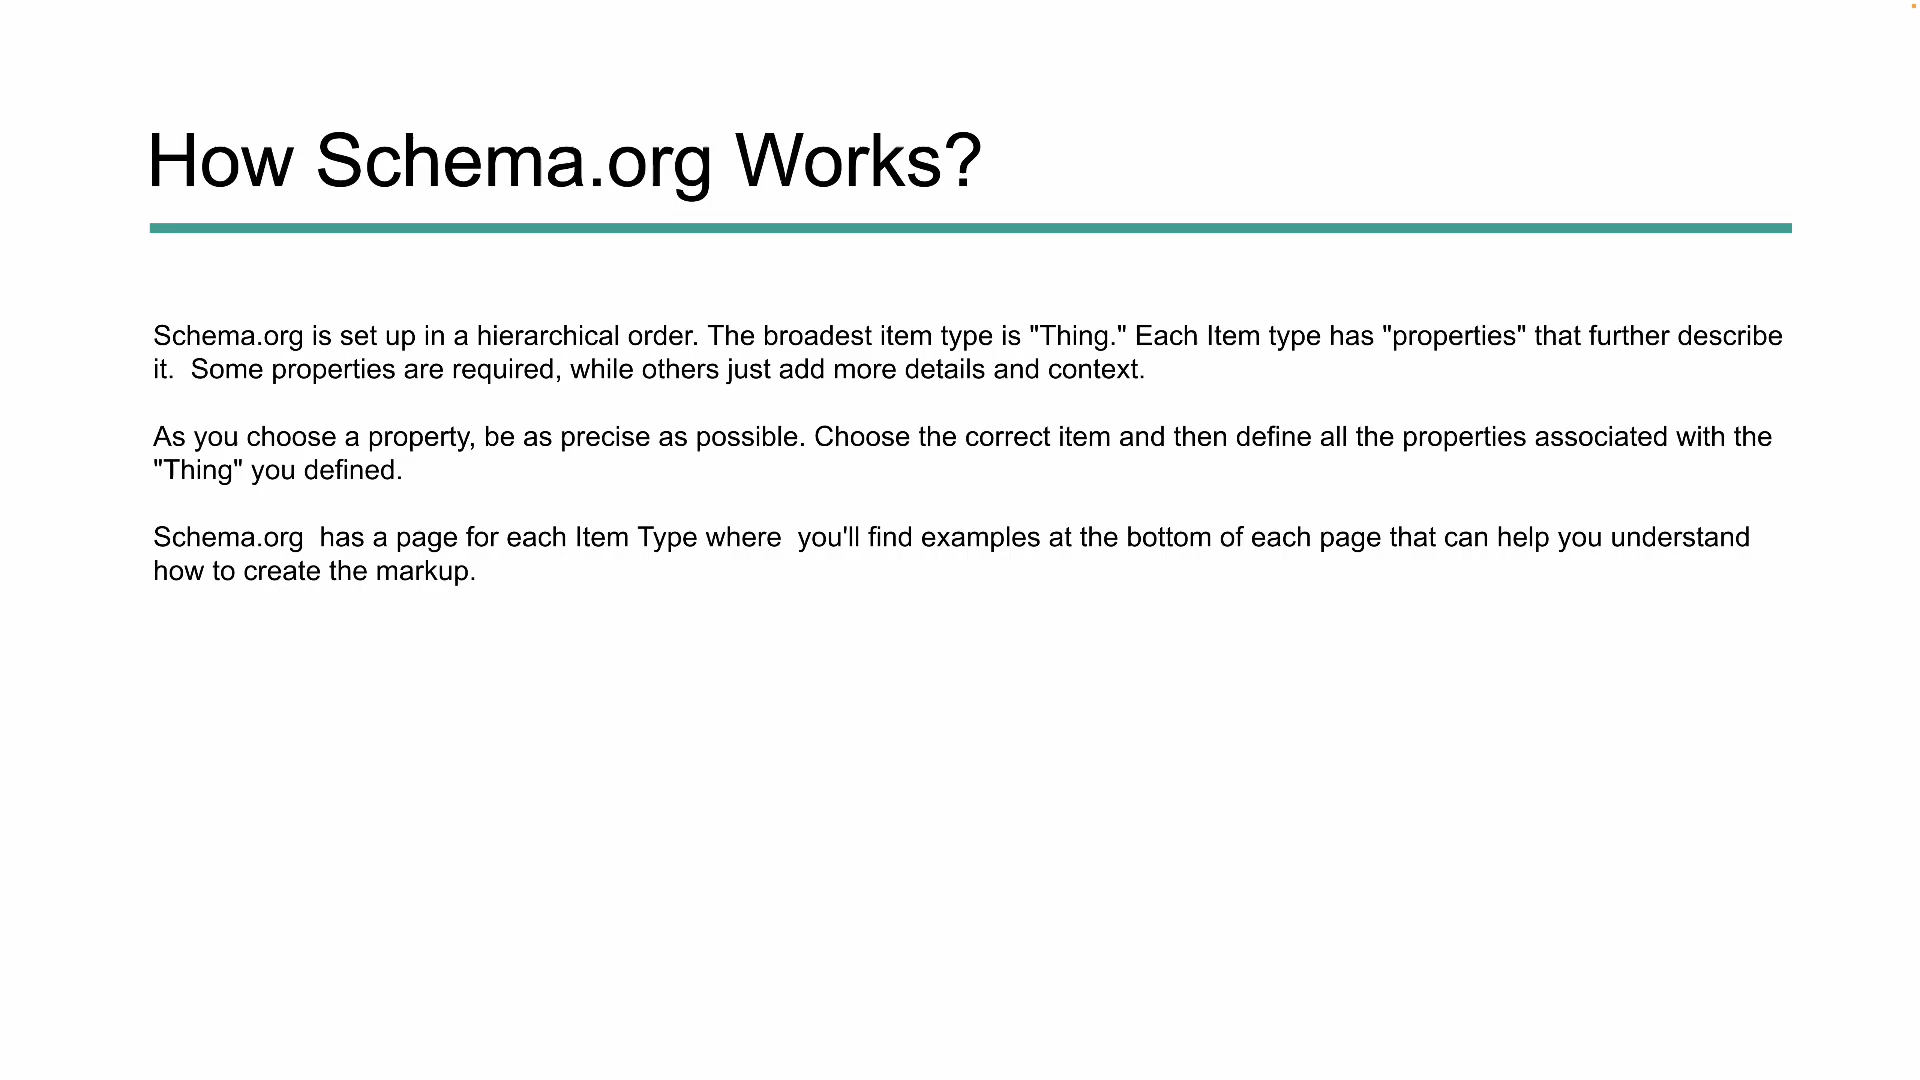 How Schema.org Works?
Schema.org is set up in a hierarchical order. The broadest item type is "Thing." Each Item type has "properties" that further describe
it.  Some properties are required, while others just add more details and context.
As you choose a property, be as precise as possible. Choose the correct item and then define all the properties associated with the
"Thing" you defined.
Schema.org  has a page for each Item Type where  you'll find examples at the bottom of each page that can help you understand
how to create the markup.